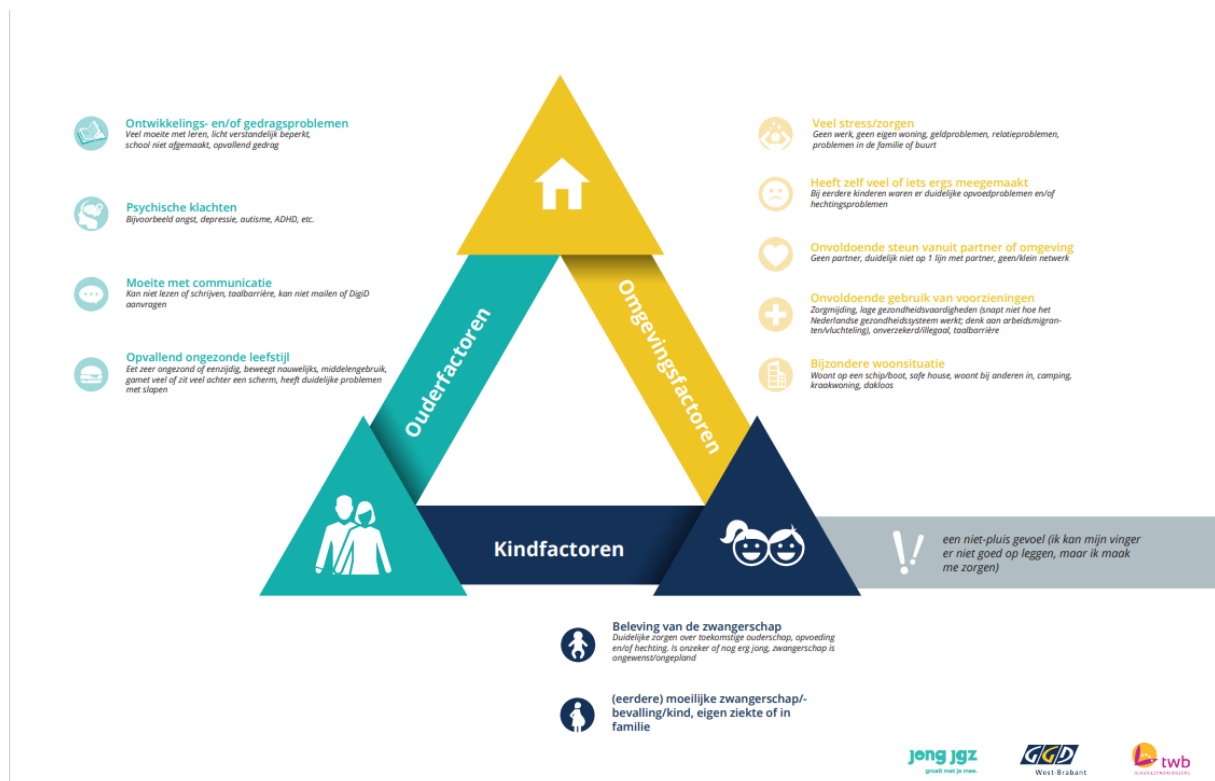 Ontwikkelings- en/of gedragsproblemen
Veel moeite met leren, licht verstandelijk beperkt,
school niet afgemaakt, opvallend gedrag
Psychische klachten
Bijvoorbeeld angst, depressie, autisme, ADHD, etc.
Moeite met communicatie
Kan niet lezen of schrijven, taalbarrière, kan niet mailen of DigiD
aanvragen
Opvallend ongezonde leefstijl
Eet zeer ongezond of eenzijdig, beweegt nauwelijks, middelengebruik,
gamet veel of zit veel achter een scherm, heeft duidelijke problemen
met slapen
Ouderfactoren
Omgevingsfactoren
Kindfactoren
Veel stress/zorgen
Geen werk, geen eigen woning, geldproblemen, relatieproblemen,
problemen in de familie of buurt
Heeft zelf veel of iets ergs meegemaakt
Bij eerdere kinderen waren er duidelijke opvoedproblemen en/of
hechtingsproblemen
Onvoldoende steun vanuit partner of omgeving
Geen partner, duidelijk niet op 1 lijn met partner, geen/klein netwerk
Onvoldoende gebruik van voorzieningen
Zorgmijding, lage gezondheidsvaardigheden (snapt niet hoe het
Nederlandse gezondheidssysteem werkt; denk aan arbeidsmigran-
ten/vluchteling), onverzekerd/illegaal, taalbarrière
Bijzondere woonsituatie
Woont op een schip/boot, safe house, woont bij anderen in, camping,
kraakwoning, dakloos
een niet-pluis gevoel (ik kan mijn vinger
er niet goed op leggen, maar ik maak
me zorgen)
Beleving van de zwangerschap
Duidelijke zorgen over toekomstige ouderschap, opvoeding
en/of hechting. Is onzeker of nog erg jong, zwangerschap is
ongewenst/ongepland
(eerdere) moeilijke zwangerschap/-
bevalling/kind, eigen ziekte of in
familie
jong jgz
groeit met je mee.
GGD
West-Brabant
twb